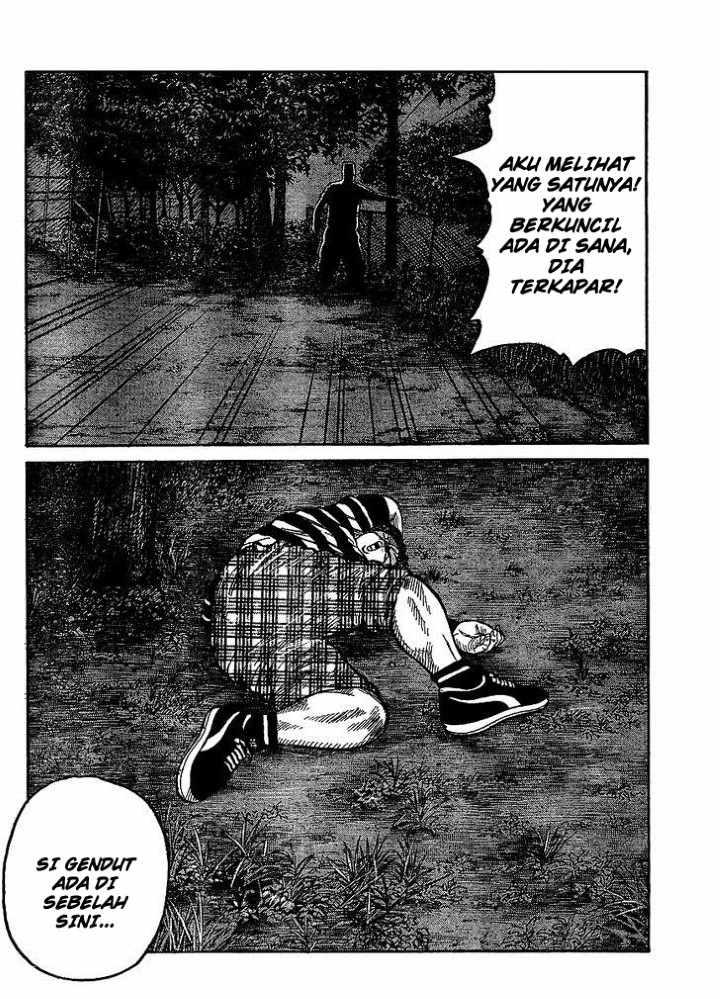 AKU MELIHAT
YANG SATUNYA!
YANG
BERKUNCIL
ADA DI SANA,
DIA
TERKAPAR!
SI GENDUT
ADA DI
SEBELAH
SINI...